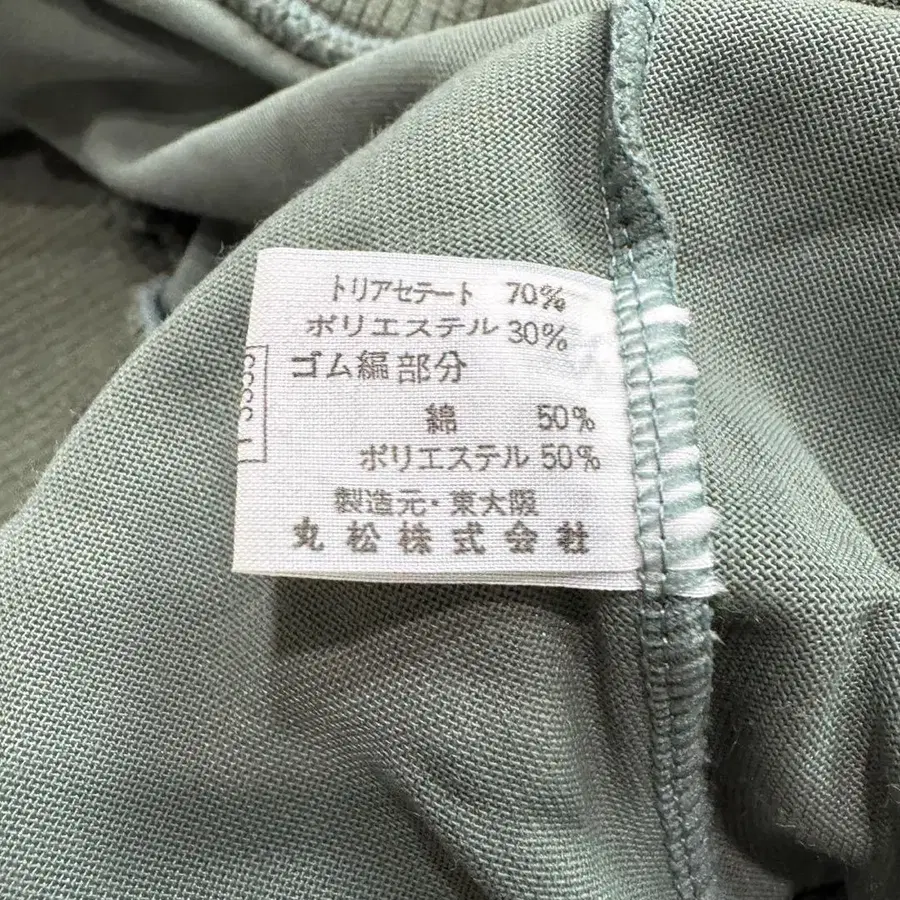 トリアセテート 70%
ポリエステル 30%
ゴム編部分
綿 50%
ポリエステル 50%
製造元・東大阪
丸松株式会社